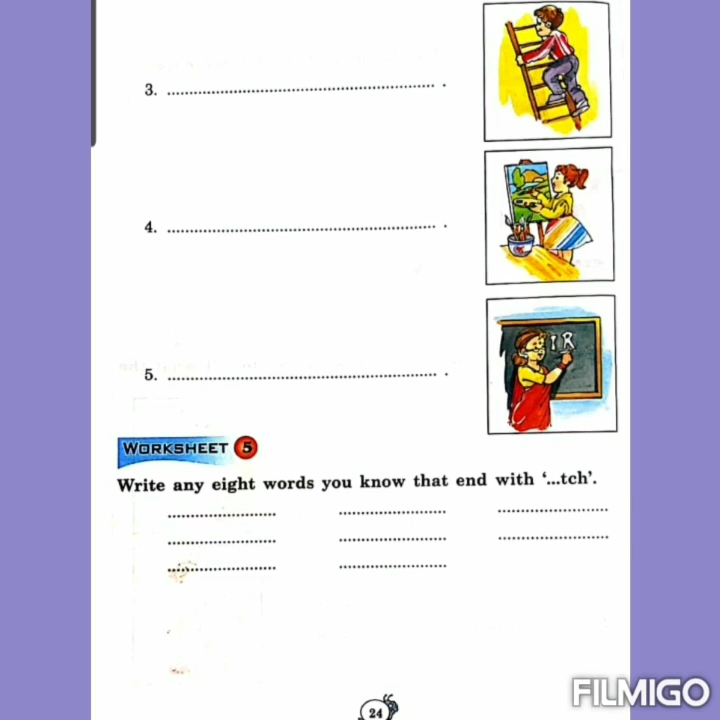 3. .
4. .
I R
5. .
WORKSHEET 5
Write any eight words you know that end with ‘...tch’.
24
FILMIGO